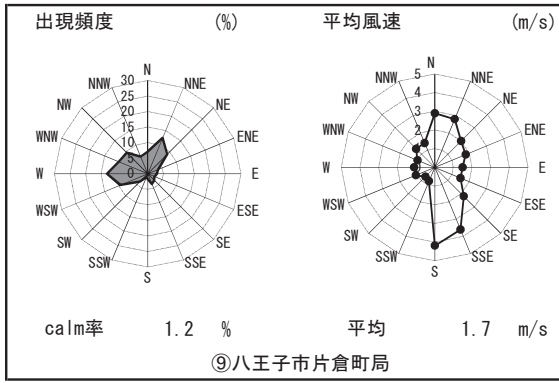 出現頻度 (%) 平均風速 (m/s)
N
NNW NNE
NW NE
WNW ENE
W E
WSW ESE
SW SE
SSW SSE
S
30
25
20
15
10
5
0
N
NNW NNE
NW NE
WNW ENE
W E
WSW ESE
SW SE
SSW SSE
S
5
4
3
2
calm率 1.2 % 平均 1.7 m/s
⑨八王子市片倉町局